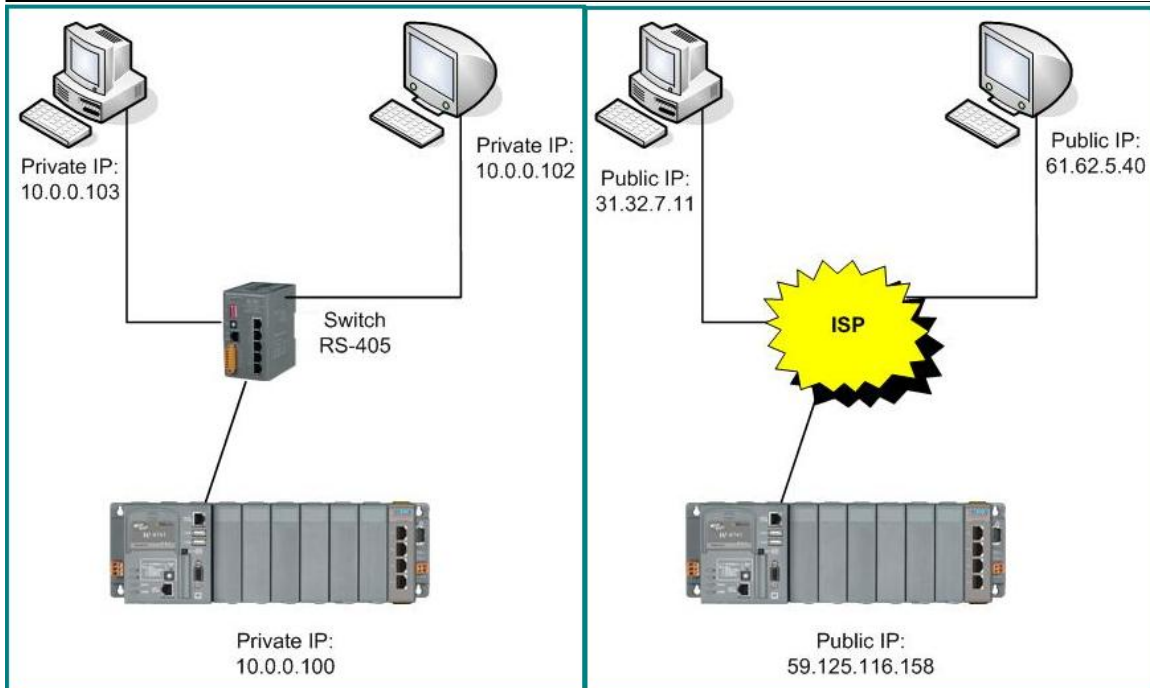 Private IP:
10.0.0.103
Private IP:
10.0.0.102
Switch
RS-405
Private IP:
10.0.0.100
Public IP:
31.32.7.11
Public IP:
61.62.5.40
ISP
Public IP:
59.125.116.158